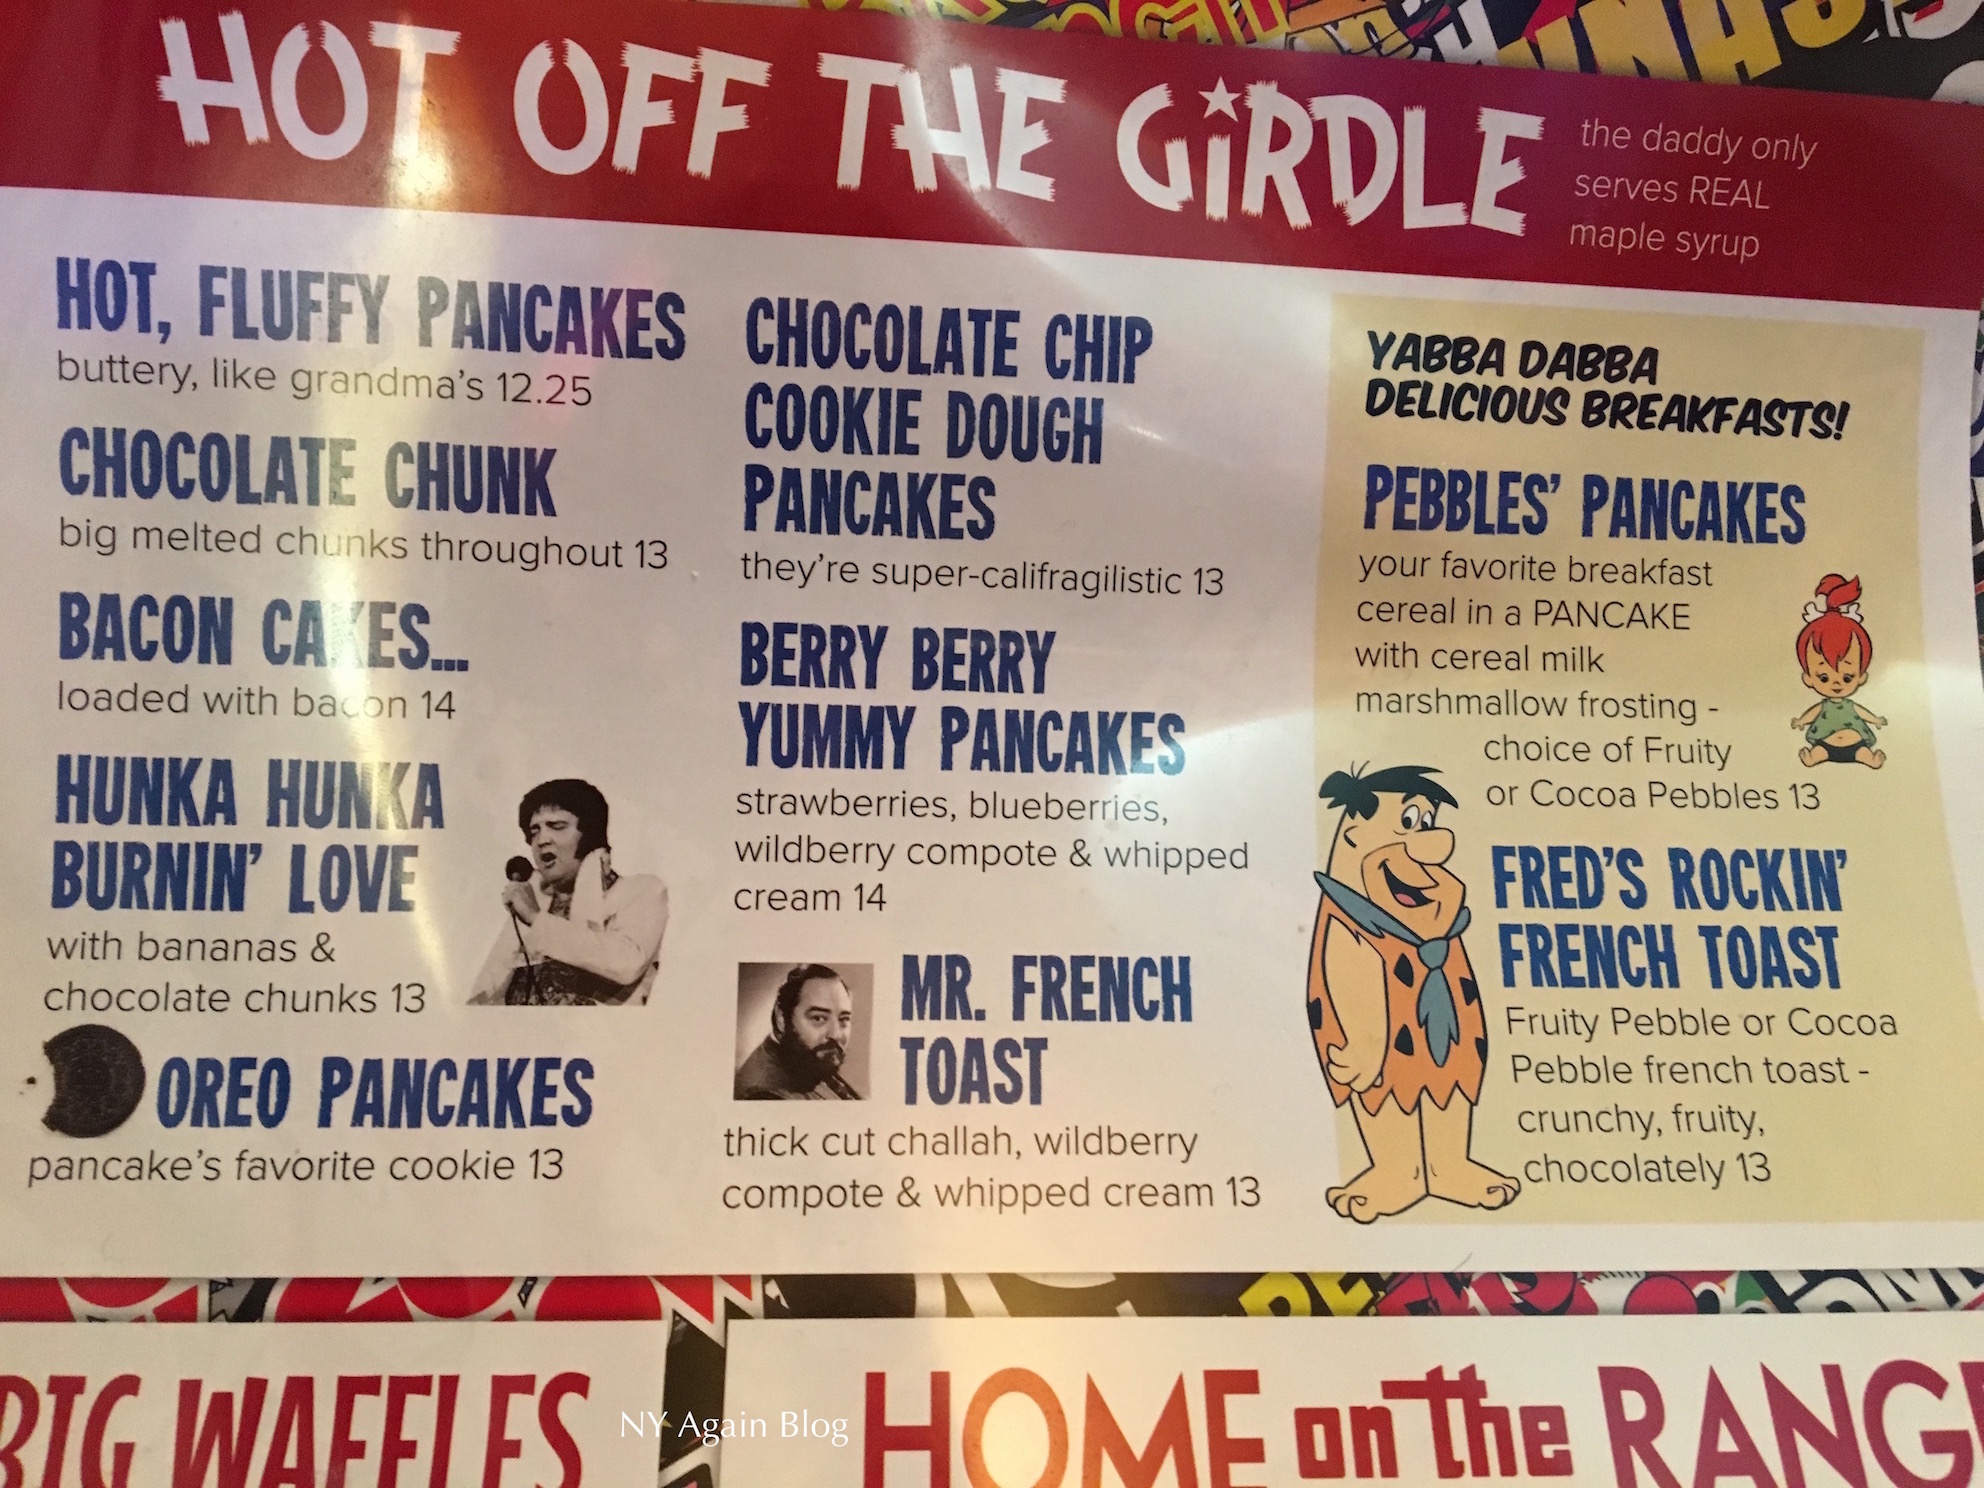 HOT OFF THE GiRDLE
the daddy only
serves REAL
maple syrup
HOT, FLUFFY PANCAKES
buttery, like grandma's 12.25
CHOCOLATE CHUNK
big melted chunks throughout 13
BACON CAKES...
loaded with bacon 14
HUNKA HUNKA
BURNIN' LOVE
with bananas &
chocolate chunks 13
OREO PANCAKES
pancake's favorite cookie 13
CHOCOLATE CHIP
COOKIE DOUGH
PANCAKES
they're super-califragilistic 13
BERRY BERRY
YUMMY PANCAKES
strawberries, blueberries,
wildberry compote & whipped
cream 14
MR. FRENCH
TOAST
thick cut challah, wildberry
compote & whipped cream 13
YABBA DABBA
DELICIOUS BREAKFASTS!
PEBBLES' PANCAKES
your favorite breakfast
cereal in a PANCAKE
with cereal milk
marshmallow frosting -
choice of Fruity
or Cocoa Pebbles 13
FRED'S ROCKIN'
FRENCH TOAST
Fruity Pebble or Cocoa
Pebble french toast -
crunchy, fruity,
chocolately 13
BIG WAFFLES
HOME on the RANG
NY Again Blog